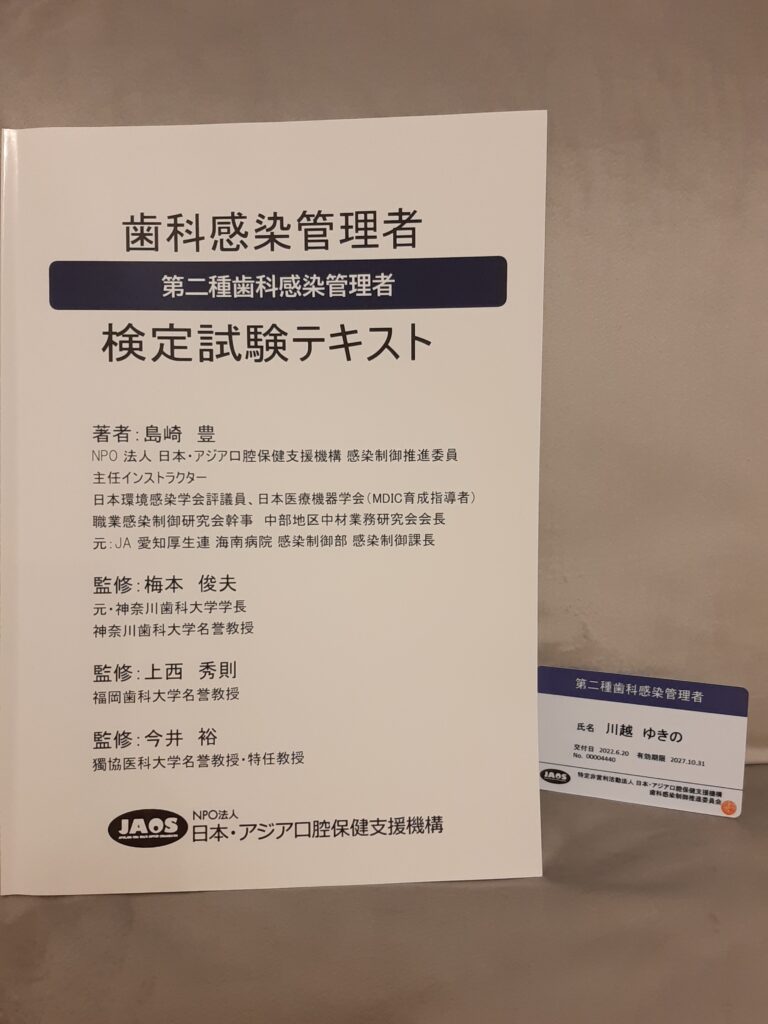 歯科感染管理者
第二種歯科感染管理者
検定試験テキスト
著者:島崎 豊
NPO 法人 日本・アジア口腔保健支援機構 感染制御推進委員
主任インストラクター
日本環境感染学会評議員、日本医療機器学会(MDIC育成指導者)
職業感染制御研究会幹事 中部地区中材業務研究会会長
元:JA 愛知厚生連 海南病院 感染制御部 感染制御課長
監修:梅本 俊夫
元・神奈川歯科大学学長
神奈川歯科大学名誉教授
監修:上西 秀則
福岡歯科大学名誉教授
監修:今井 裕
獨協医科大学名誉教授・特任教授
JAOS
NPO法人
日本・アジア口腔保健支援機構
第二種歯科感染管理者
氏名 川越 ゆきの
交付日 2022.6.20 有効期限 2027.10.31
No. 00004440
JAOS
特定非営利活動法人 日本・アジア口腔保健支援機構
歯科感染制御推進委員会